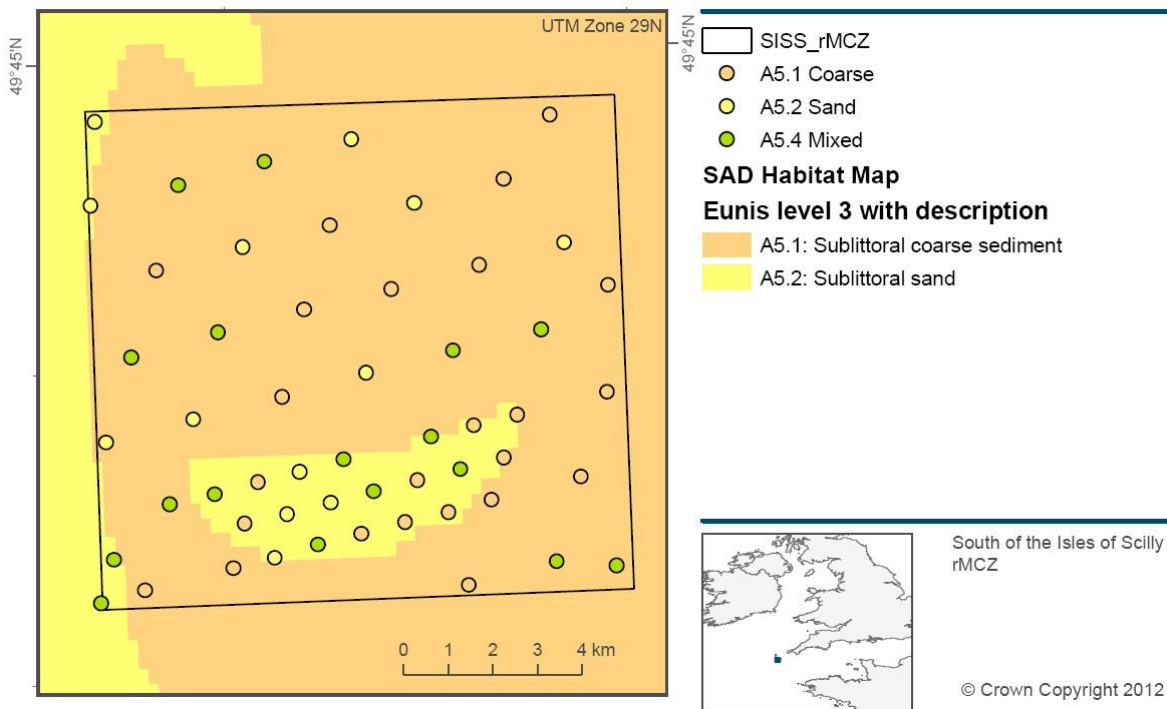 UTM Zone 29N
49°45'N
49°45'N
0 1 2 3 4 km
SISS_rMCZ
A5.1 Coarse
A5.2 Sand
A5.4 Mixed
SAD Habitat Map
Eunis level 3 with description
A5.1: Sublittoral coarse sediment
A5.2: Sublittoral sand
South of the Isles of Scilly
rMCZ
© Crown Copyright 2012